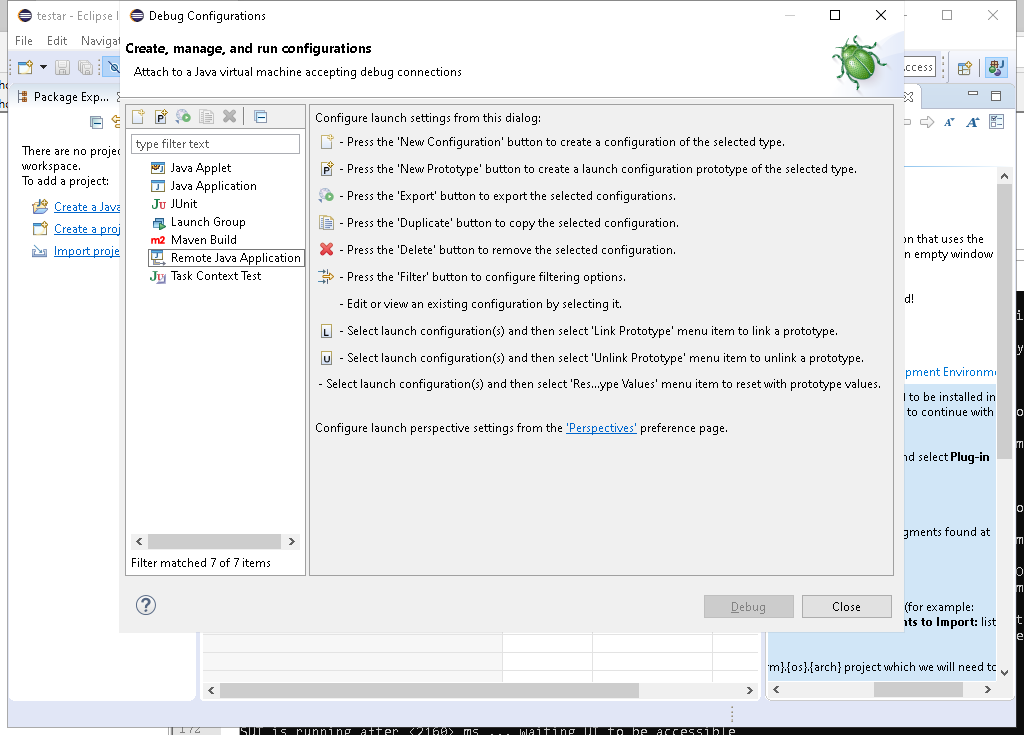 testar - Eclipse I
Debug Configurations
File Edit Navigat
Create, manage, and run configurations
Attach to a Java virtual machine accepting debug connections
ccess
Package Exp...
type filter text
Java Applet
Java Application
JUnit
Launch Group
Maven Build
Remote Java Application
Task Context Test
Filter matched 7 of 7 items
Configure launch settings from this dialog:
- Press the 'New Configuration' button to create a configuration of the selected type.
- Press the 'New Prototype' button to create a launch configuration prototype of the selected type.
- Press the 'Export' button to export the selected configurations.
- Press the 'Duplicate' button to copy the selected configuration.
- Press the 'Delete' button to remove the selected configuration.
- Press the 'Filter' button to configure filtering options.
- Edit or view an existing configuration by selecting it.
L - Select launch configuration(s) and then select 'Link Prototype' menu item to link a prototype.
U - Select launch configuration(s) and then select 'Unlink Prototype' menu item to unlink a prototype.
- Select launch configuration(s) and then select 'Res...ype Values' menu item to reset with prototype values.
Configure launch perspective settings from the 'Perspectives' preference page.
Debug
Close
There are no projec
workspace.
To add a project:
Create a Java
Create a proj
Import proje
on that uses the
n empty window
d!
pment Environme
l to be installed in
to continue with
nd select Plug-in
gments found at
(for example:
nts to Import: list
rm}.{os}.{arch} project which we will need to
172
SUT is running after <2160> ms ... waiting UI to be accessible